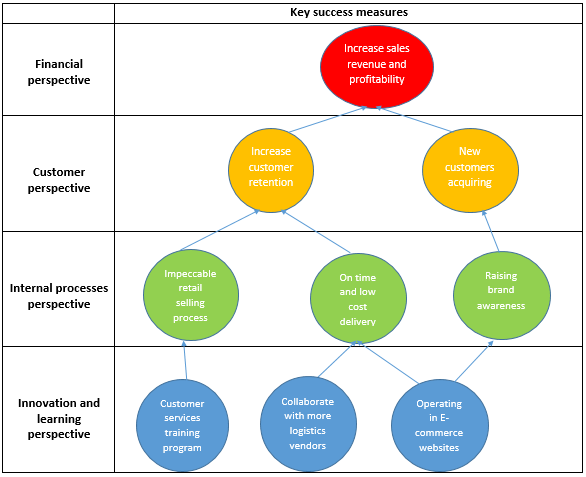 Key success measures
Financial
perspective
Increase sales
revenue and
profitability
Customer
perspective
Increase
customer
retention
New
customers
acquiring
Internal processes
perspective
Impeccable
retail
selling
process
On time
and low
cost
delivery
Raising
brand
awareness
Innovation and
learning
perspective
Customer
services
training
program
Collaborate
with more
logistics
vendors
Operating
in E-
commerce
websites